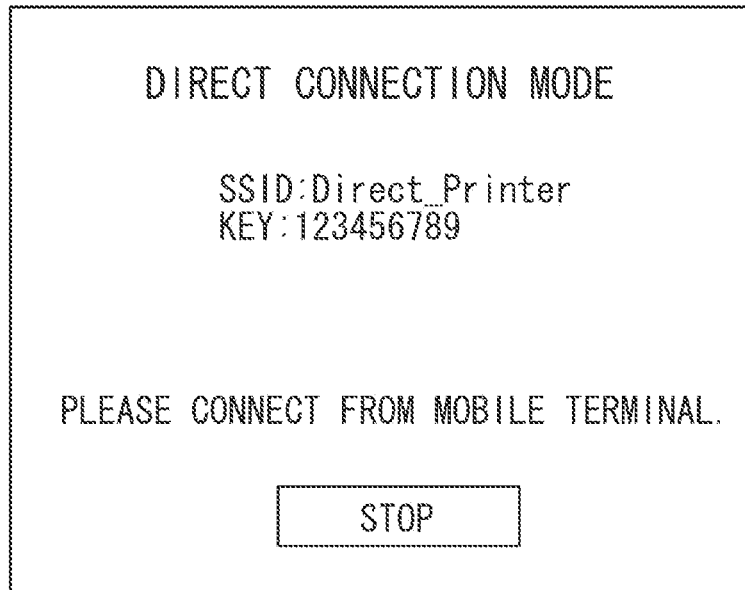 DIRECT CONNECTION MODE
SSID:Direct_Printer
KEY:123456789
PLEASE CONNECT FROM MOBILE TERMINAL.
STOP